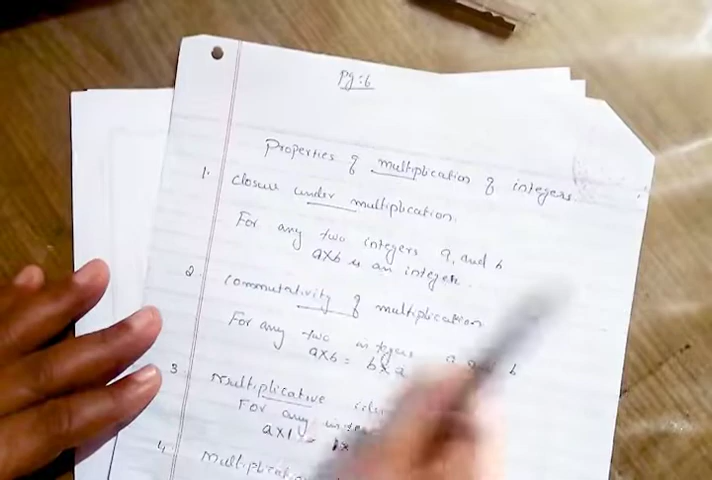 Pg:6
Properties of multiplication of integers.
1. Closure under multiplication.
For any two integers a, and b
axb is an integer.
2. Commutativity of multiplication
For any two integers a and b
axb = bxa
3 Multiplicative
For any
ax1 =
4. Multiplication